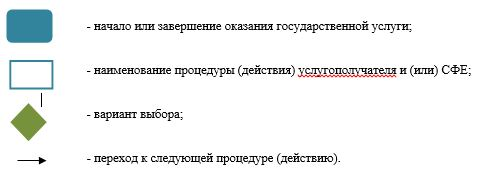 - начало или завершение оказания государственной услуги;
- наименование процедуры (действия) услугополучателя и (или) СФЕ;
- вариант выбора;
- переход к следующей процедуре (действию).